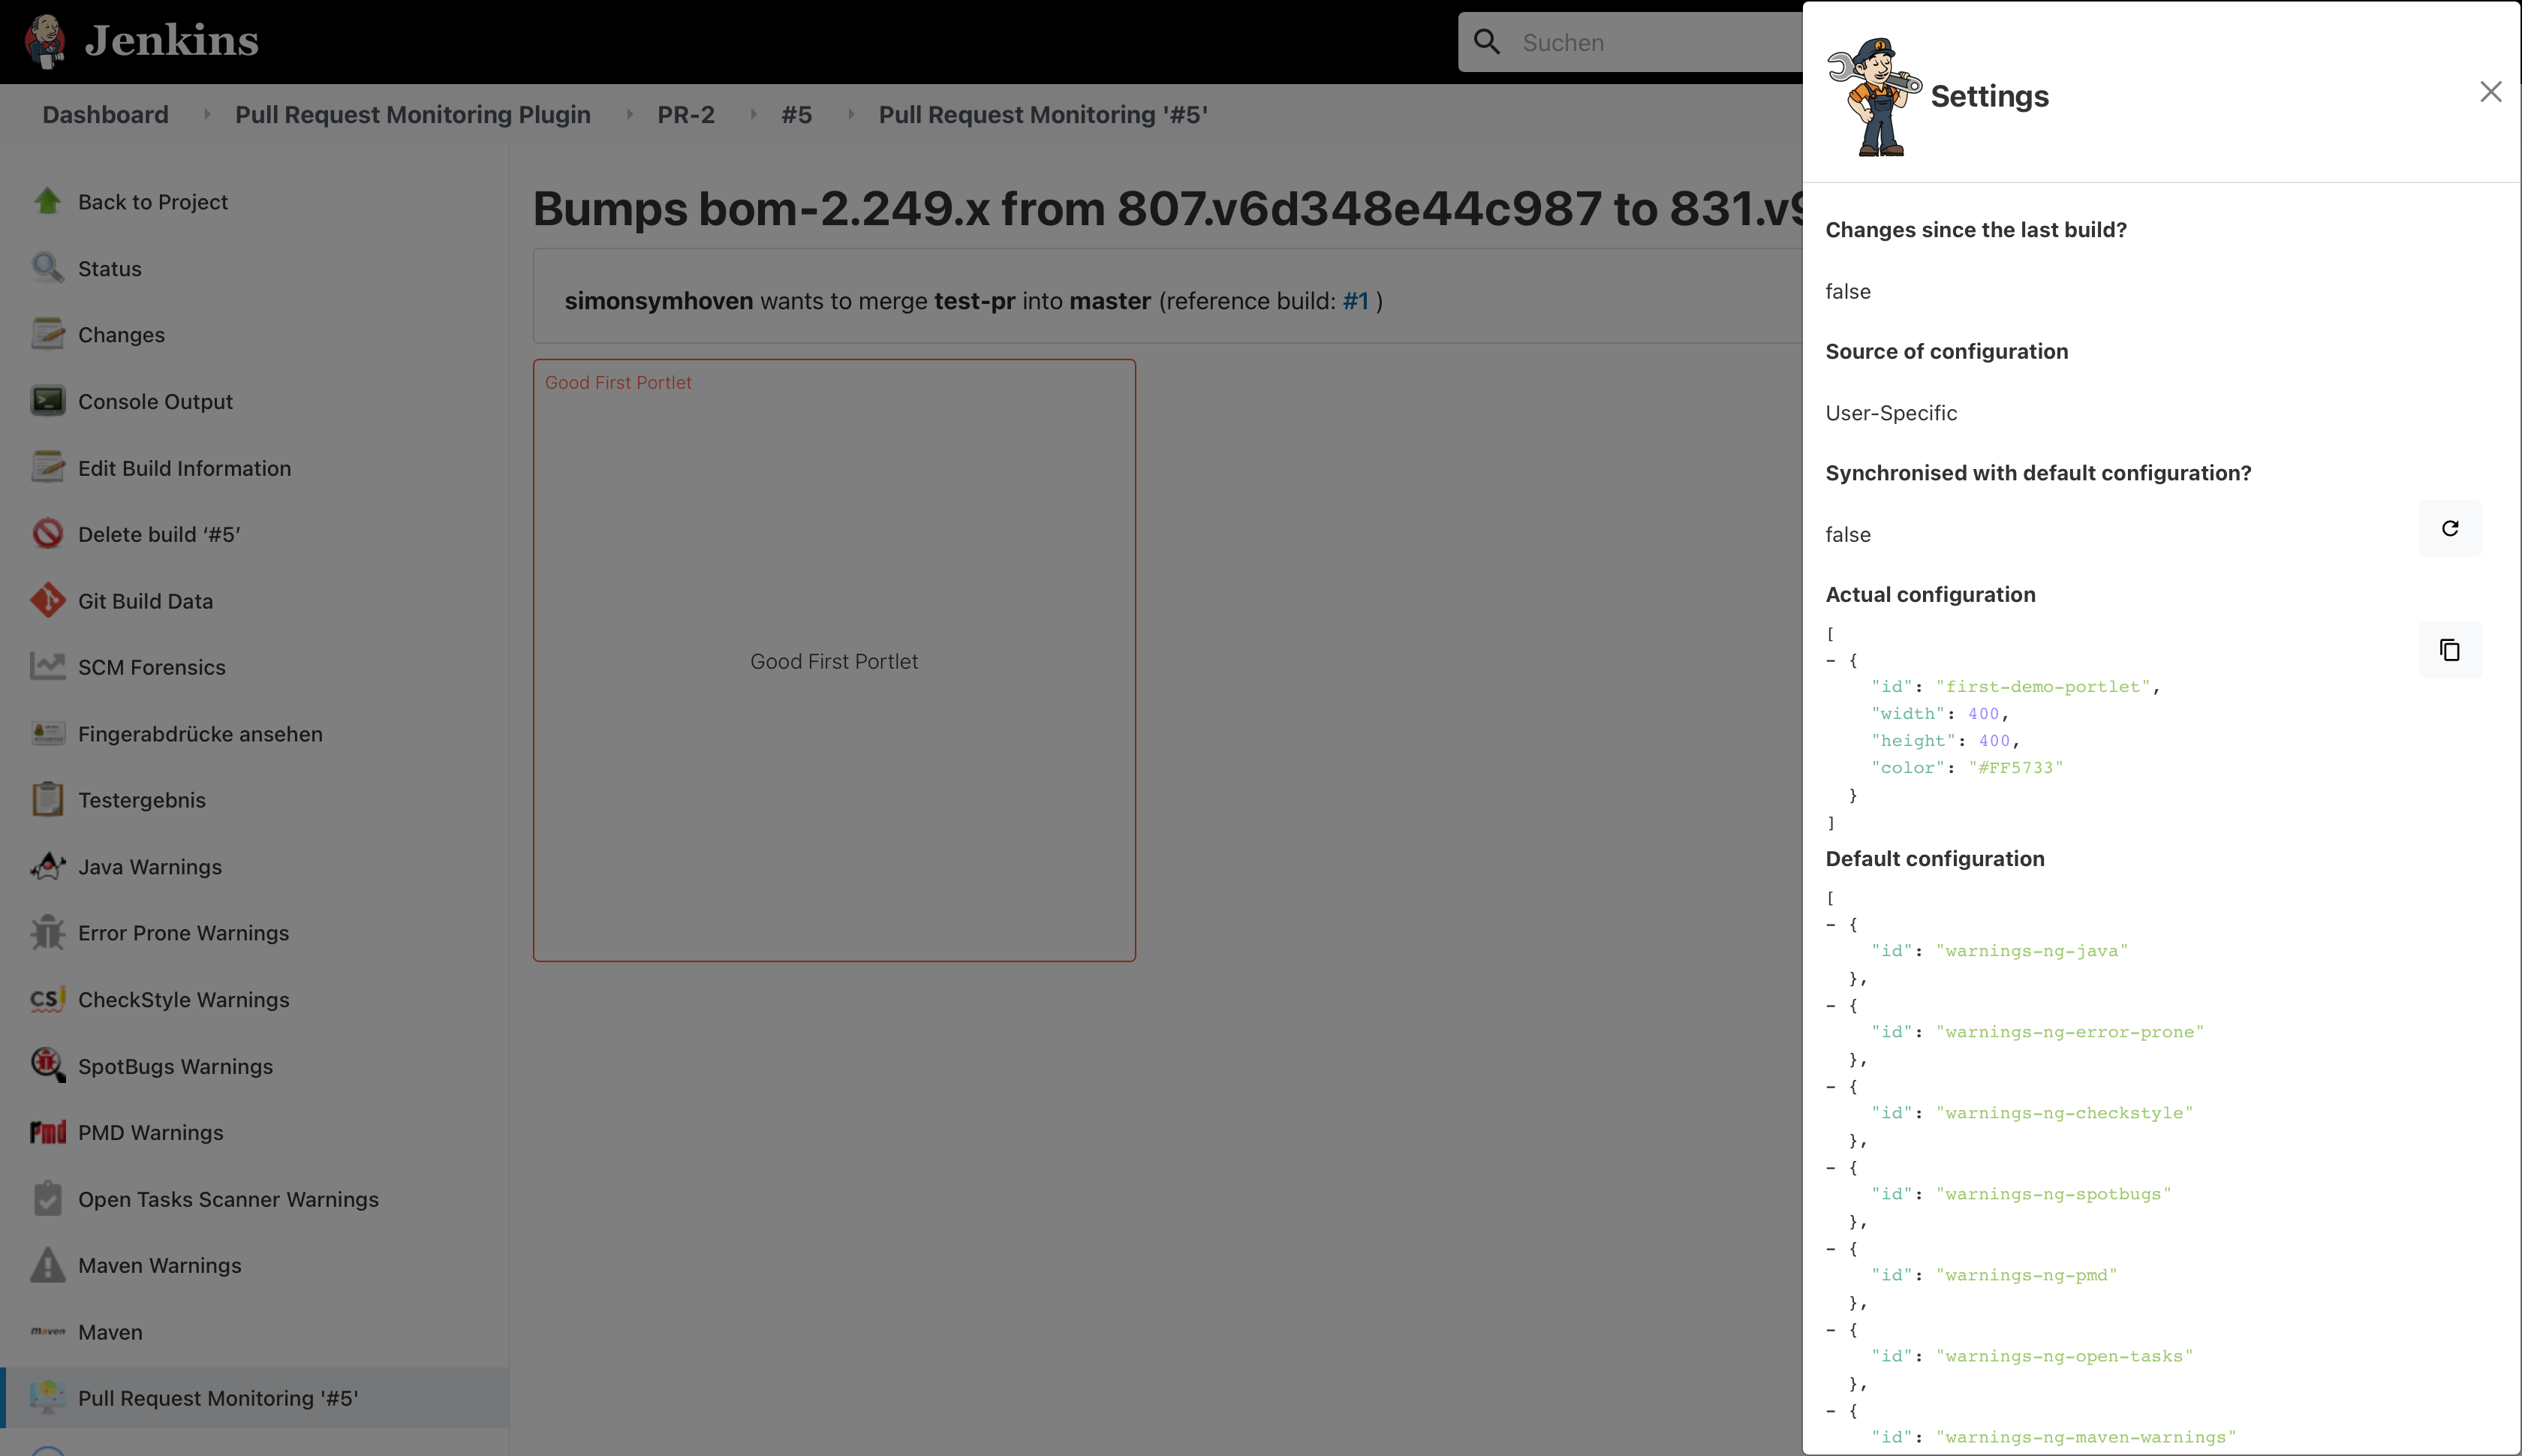 Jenkins
Suchen
Dashboard
Pull Request Monitoring Plugin
PR-2
#5
Pull Request Monitoring '#5'
Back to Project
Status
Changes
Console Output
Edit Build Information
Delete build ‘#5’
Git Build Data
SCM Forensics
Fingerabdrücke ansehen
Testergebnis
Java Warnings
Error Prone Warnings
CheckStyle Warnings
SpotBugs Warnings
PMD Warnings
Open Tasks Scanner Warnings
Maven Warnings
Maven
Pull Request Monitoring '#5'
Bumps bom-2.249.x from 807.v6d348e44c987 to 831.v9
simonsymhoven wants to merge test-pr into master (reference build: #1 )
Good First Portlet
Good First Portlet
Settings
Changes since the last build?
false
Source of configuration
User-Specific
Synchronised with default configuration?
false
Actual configuration
[
– {
"id": "first-demo-portlet",
"width": 400,
"height": 400,
"color": "#FF5733"
}
]
Default configuration
[
– {
"id": "warnings-ng-java"
},
– {
"id": "warnings-ng-error-prone"
},
– {
"id": "warnings-ng-checkstyle"
},
– {
"id": "warnings-ng-spotbugs"
},
– {
"id": "warnings-ng-pmd"
},
– {
"id": "warnings-ng-open-tasks"
},
– {
"id": "warnings-ng-maven-warnings"